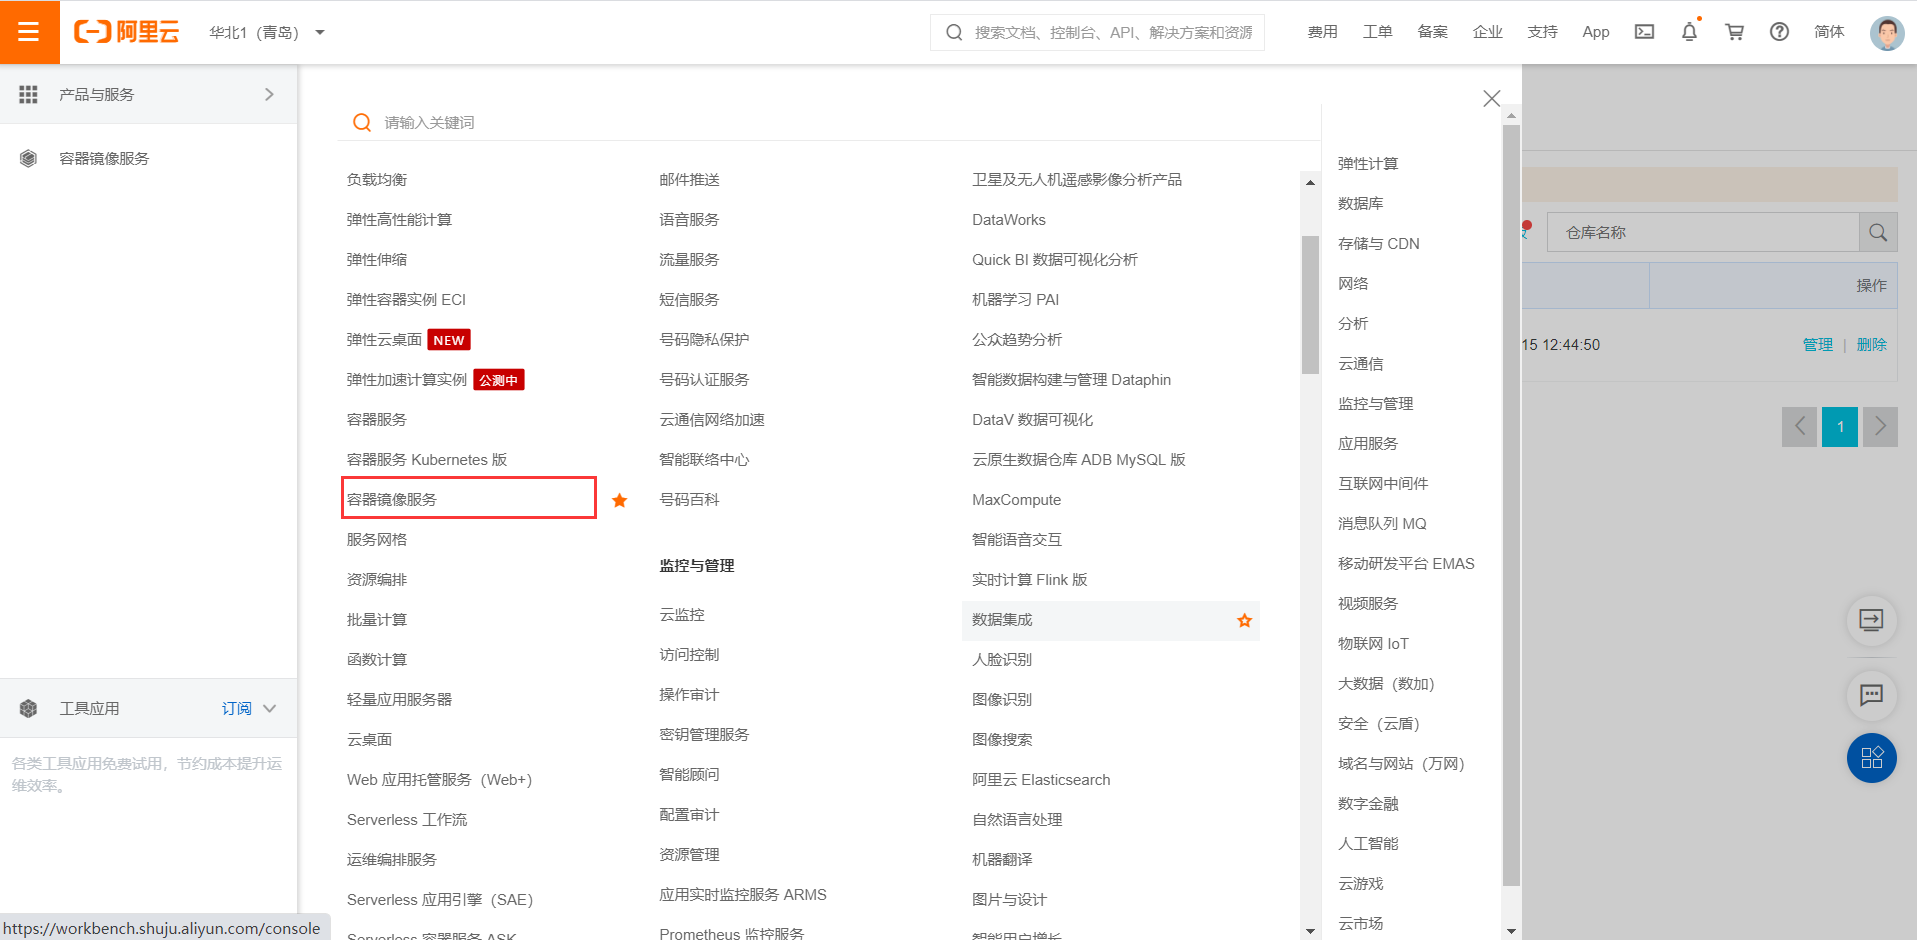 阿里云
华北1（青岛）
搜索文档、控制台、API、解决方案和资源
费用
工单
备案
企业
支持
App
简体
产品与服务
容器镜像服务
工具应用
订阅
各类工具应用免费试用，节约成本提升运
维效率。
请输入关键词
负载均衡
弹性高性能计算
弹性伸缩
弹性容器实例 ECI
弹性云桌面 NEW
弹性加速计算实例 公测中
容器服务
容器服务 Kubernetes 版
容器镜像服务
服务网格
资源编排
批量计算
函数计算
轻量应用服务器
云桌面
Web 应用托管服务（Web+）
Serverless 工作流
运维编排服务
Serverless 应用引擎（SAE）
Serverless 容器服务 ASK
邮件推送
语音服务
流量服务
短信服务
号码隐私保护
号码认证服务
云通信网络加速
智能联络中心
号码百科
监控与管理
云监控
访问控制
操作审计
密钥管理服务
智能顾问
配置审计
资源管理
应用实时监控服务 ARMS
Prometheus 监控服务
卫星及无人机遥感影像分析产品
DataWorks
Quick BI 数据可视化分析
机器学习 PAI
公众趋势分析
智能数据构建与管理 Dataphin
DataV 数据可视化
云原生数据仓库 ADB MySQL 版
MaxCompute
智能语音交互
实时计算 Flink 版
数据集成
人脸识别
图像识别
图像搜索
阿里云 Elasticsearch
自然语言处理
机器翻译
图片与设计
智能用户增长
弹性计算
数据库
存储与 CDN
网络
分析
云通信
监控与管理
应用服务
互联网中间件
消息队列 MQ
移动研发平台 EMAS
视频服务
物联网 IoT
大数据（数加）
安全（云盾）
域名与网站（万网）
数字金融
人工智能
云游戏
云市场
仓库名称
操作
15 12:44:50
管理 | 删除
1
https://workbench.shuju.aliyun.com/console